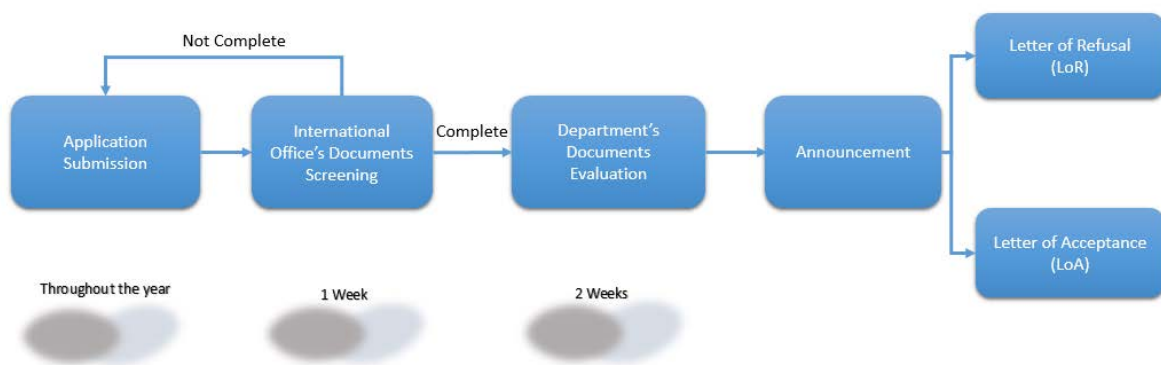 Not Complete
Application
Submission
International
Office's Documents
Screening
Complete
Department's
Documents
Evaluation
Announcement
Letter of Refusal
(LoR)
Letter of Acceptance
(LoA)
Throughout the year
1 Week
2 Weeks